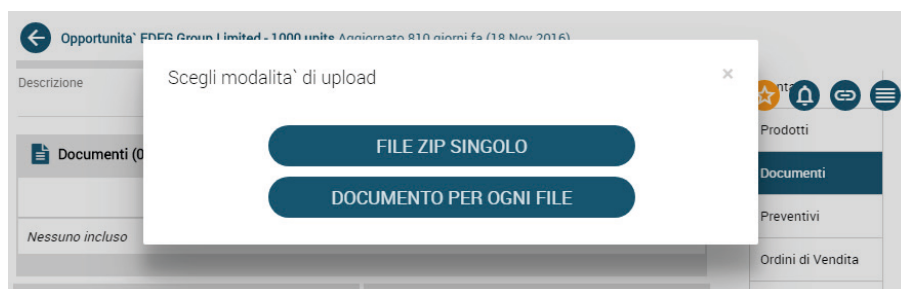 Opportunita` EDFG Group Limited - 1000 units Aggiornato 810 giorni fa (18 Nov 2016)
Descrizione
Scegli modalita` di upload
×
FILE ZIP SINGOLO
DOCUMENTO PER OGNI FILE
Documenti (0
Nessuno incluso
Prodotti
Documenti
Preventivi
Ordini di Vendita